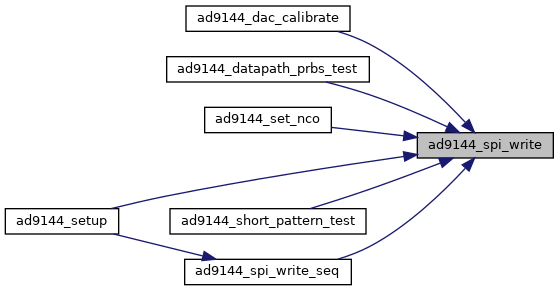 ad9144_dac_calibrate
ad9144_datapath_prbs_test
ad9144_set_nco
ad9144_spi_write
ad9144_setup
ad9144_short_pattern_test
ad9144_spi_write_seq